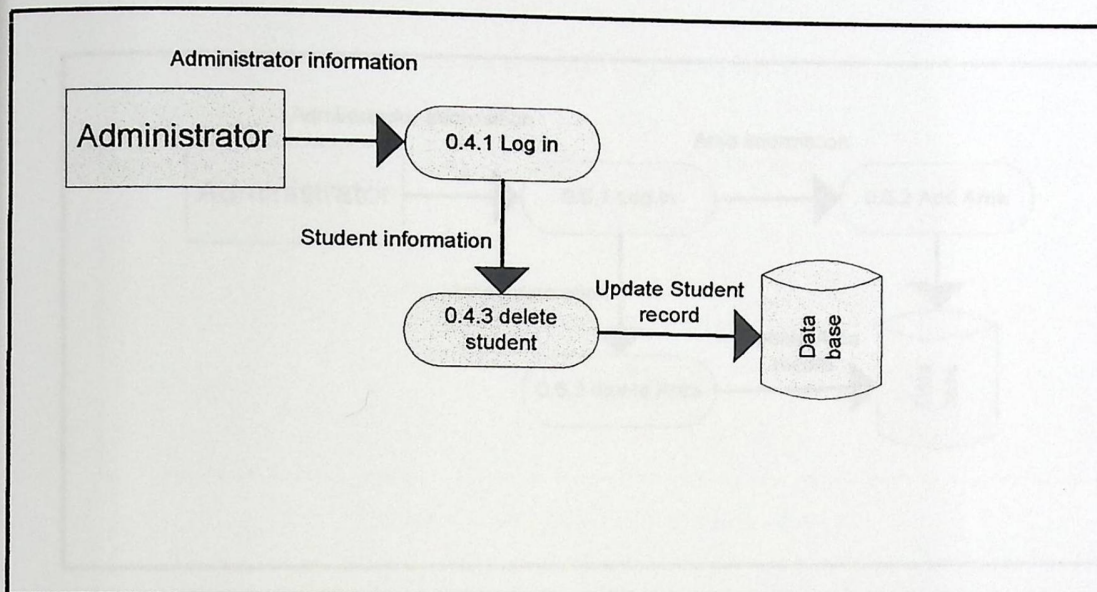 Administrator information
Administrator
0.4.1 Log in
Student information
0.4.3 delete
student
Update Student
record
Data
base